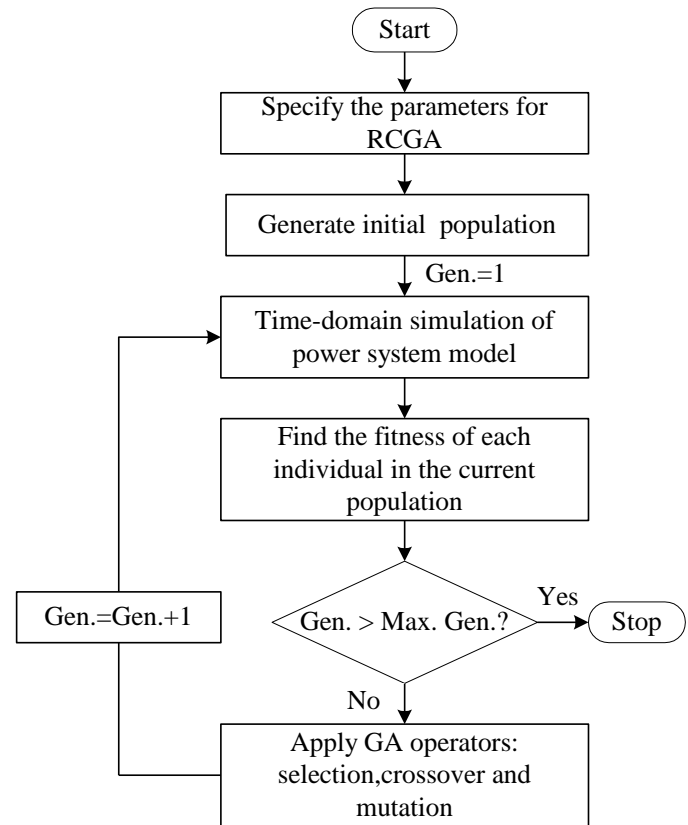 Start
Specify the parameters for
RCGA
Generate initial population
Gen.=1
Time-domain simulation of
power system model
Find the fitness of each
individual in the current
population
Gen.=Gen.+1
Gen. > Max. Gen.?
Yes
Stop
No
Apply GA operators:
selection,crossover and
mutation